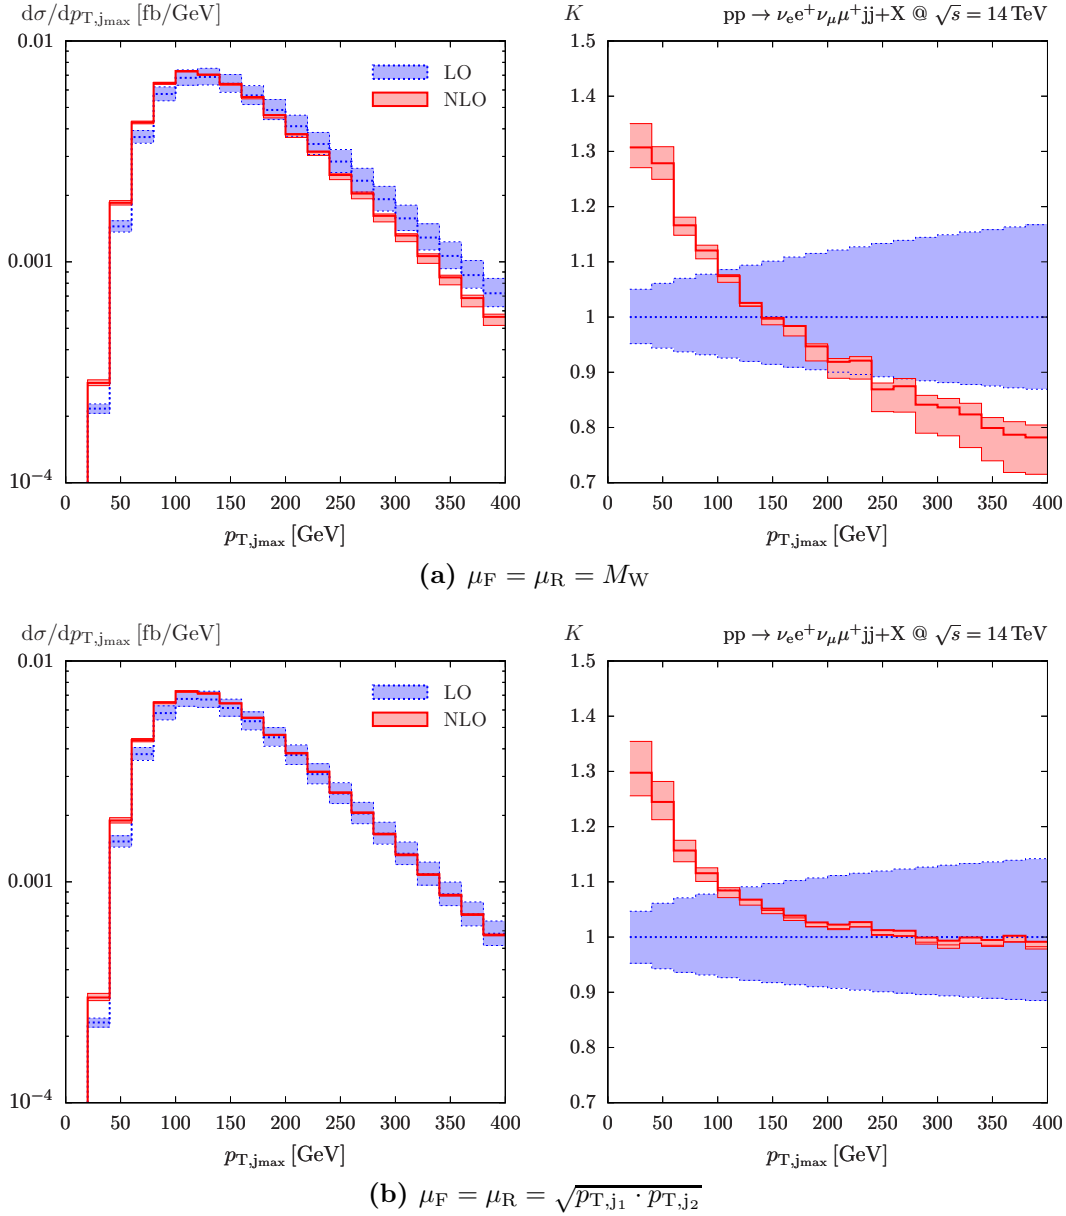 dσ/dp_T,j_max [fb/GeV]
K
pp → ν_e e⁺ ν_μ μ⁺ jj+X @ √s = 14 TeV
0.01
0.001
10⁻⁴
LO
NLO
0 50 100 150 200 250 300 350 400
p_T,j_max [GeV]
1.5
1.4
1.3
1.2
1.1
1
0.9
0.8
0.7
0 50 100 150 200 250 300 350 400
p_T,j_max [GeV]
(a) μ_F = μ_R = M_W
dσ/dp_T,j_max [fb/GeV]
K
pp → ν_e e⁺ ν_μ μ⁺ jj+X @ √s = 14 TeV
0.01
0.001
10⁻⁴
LO
NLO
0 50 100 150 200 250 300 350 400
p_T,j_max [GeV]
1.5
1.4
1.3
1.2
1.1
1
0.9
0.8
0.7
0 50 100 150 200 250 300 350 400
p_T,j_max [GeV]
(b) μ_F = μ_R = √(p_T,j₁ · p_T,j₂)